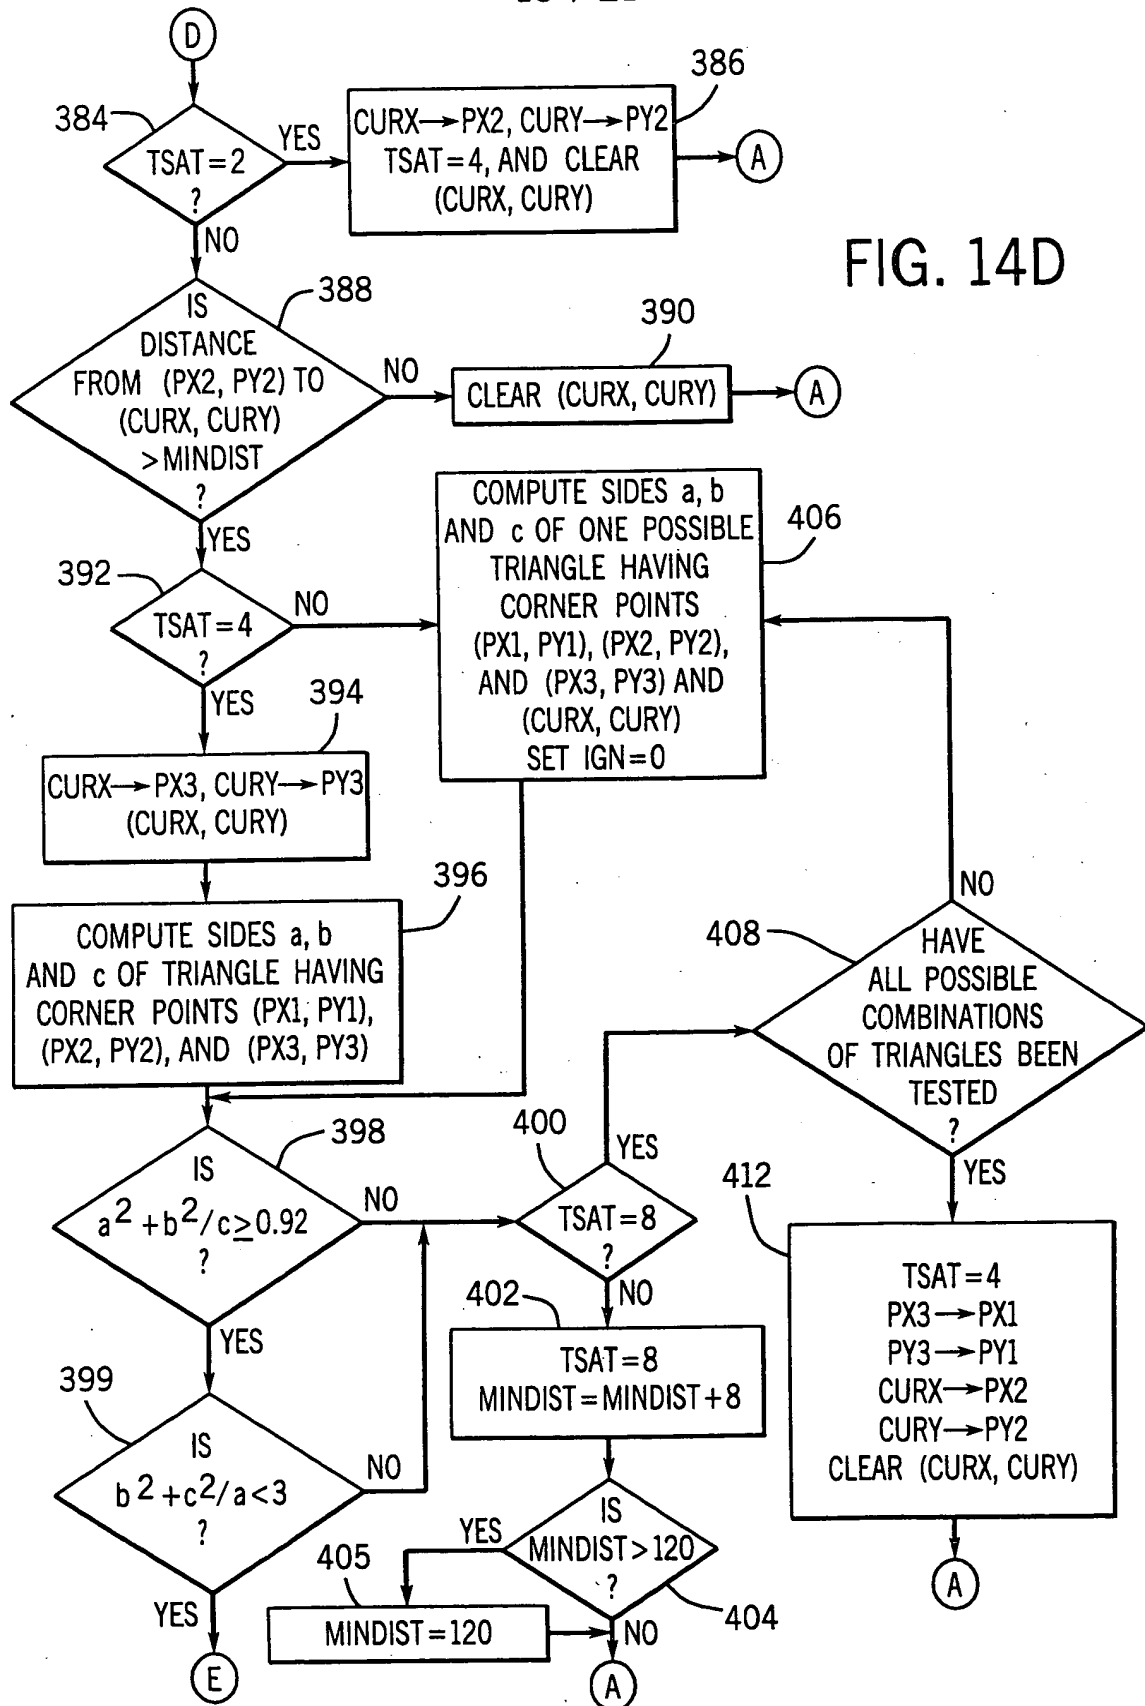 D
384
TSAT=2
?
YES
NO
386
CURX→PX2, CURY→PY2
TSAT=4, AND CLEAR
(CURX, CURY)
A
FIG. 14D
388
IS
DISTANCE
FROM (PX2, PY2) TO
(CURX, CURY)
>MINDIST
?
NO
YES
390
CLEAR (CURX, CURY)
A
392
TSAT=4
?
NO
YES
406
COMPUTE SIDES a, b
AND c OF ONE POSSIBLE
TRIANGLE HAVING
CORNER POINTS
(PX1, PY1), (PX2, PY2),
AND (PX3, PY3) AND
(CURX, CURY)
SET IGN=0
394
CURX→PX3, CURY→PY3
(CURX, CURY)
396
COMPUTE SIDES a, b
AND c OF TRIANGLE HAVING
CORNER POINTS (PX1, PY1),
(PX2, PY2), AND (PX3, PY3)
398
IS
a² +b²/c≥0.92
?
NO
YES
399
IS
b² +c²/a<3
?
NO
YES
E
400
TSAT=8
?
YES
NO
402
TSAT=8
MINDIST=MINDIST+8
IS
MINDIST>120
?
404
YES
NO
405
MINDIST=120
A
408
HAVE
ALL POSSIBLE
COMBINATIONS
OF TRIANGLES BEEN
TESTED
?
NO
YES
412
TSAT=4
PX3→PX1
PY3→PY1
CURX→PX2
CURY→PY2
CLEAR (CURX, CURY)
A